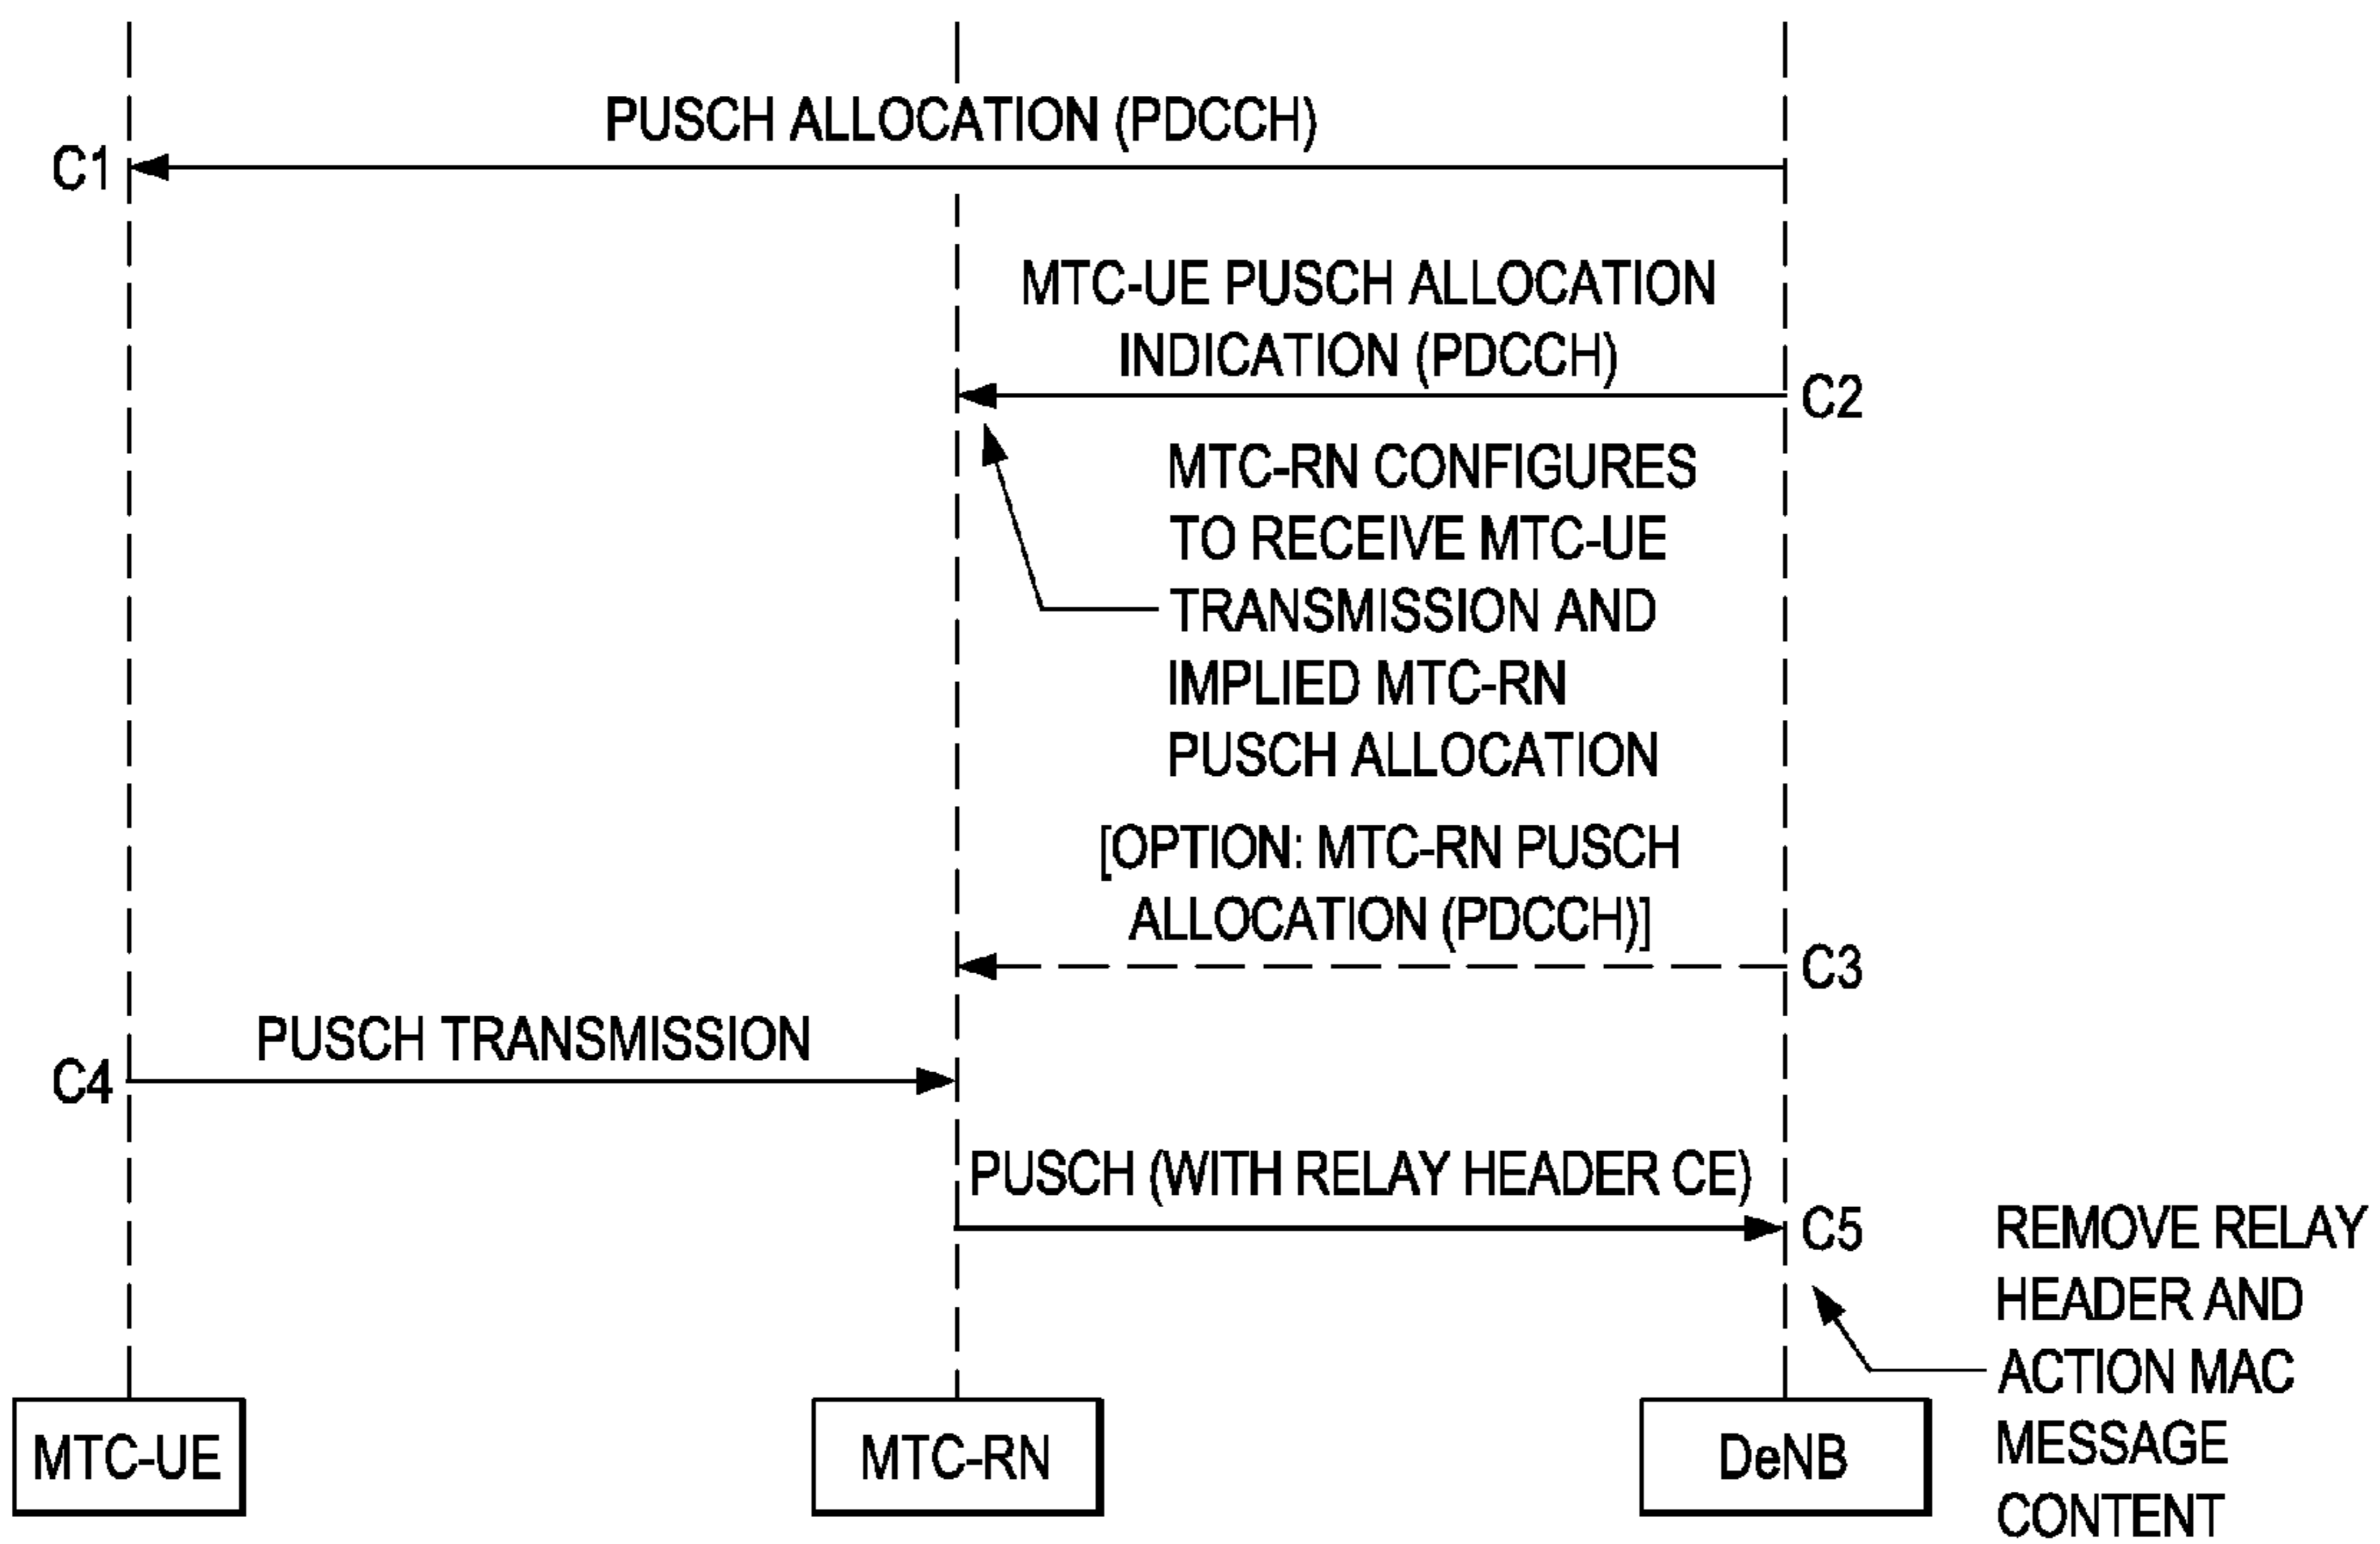 PUSCH ALLOCATION (PDCCH)
C1
MTC-UE PUSCH ALLOCATION
INDICATION (PDCCH)
C2
MTC-RN CONFIGURES
TO RECEIVE MTC-UE
TRANSMISSION AND
IMPLIED MTC-RN
PUSCH ALLOCATION
[OPTION: MTC-RN PUSCH
ALLOCATION (PDCCH)]
C3
PUSCH TRANSMISSION
C4
PUSCH (WITH RELAY HEADER CE)
C5
REMOVE RELAY
HEADER AND
ACTION MAC
MESSAGE
CONTENT
MTC-UE
MTC-RN
DeNB